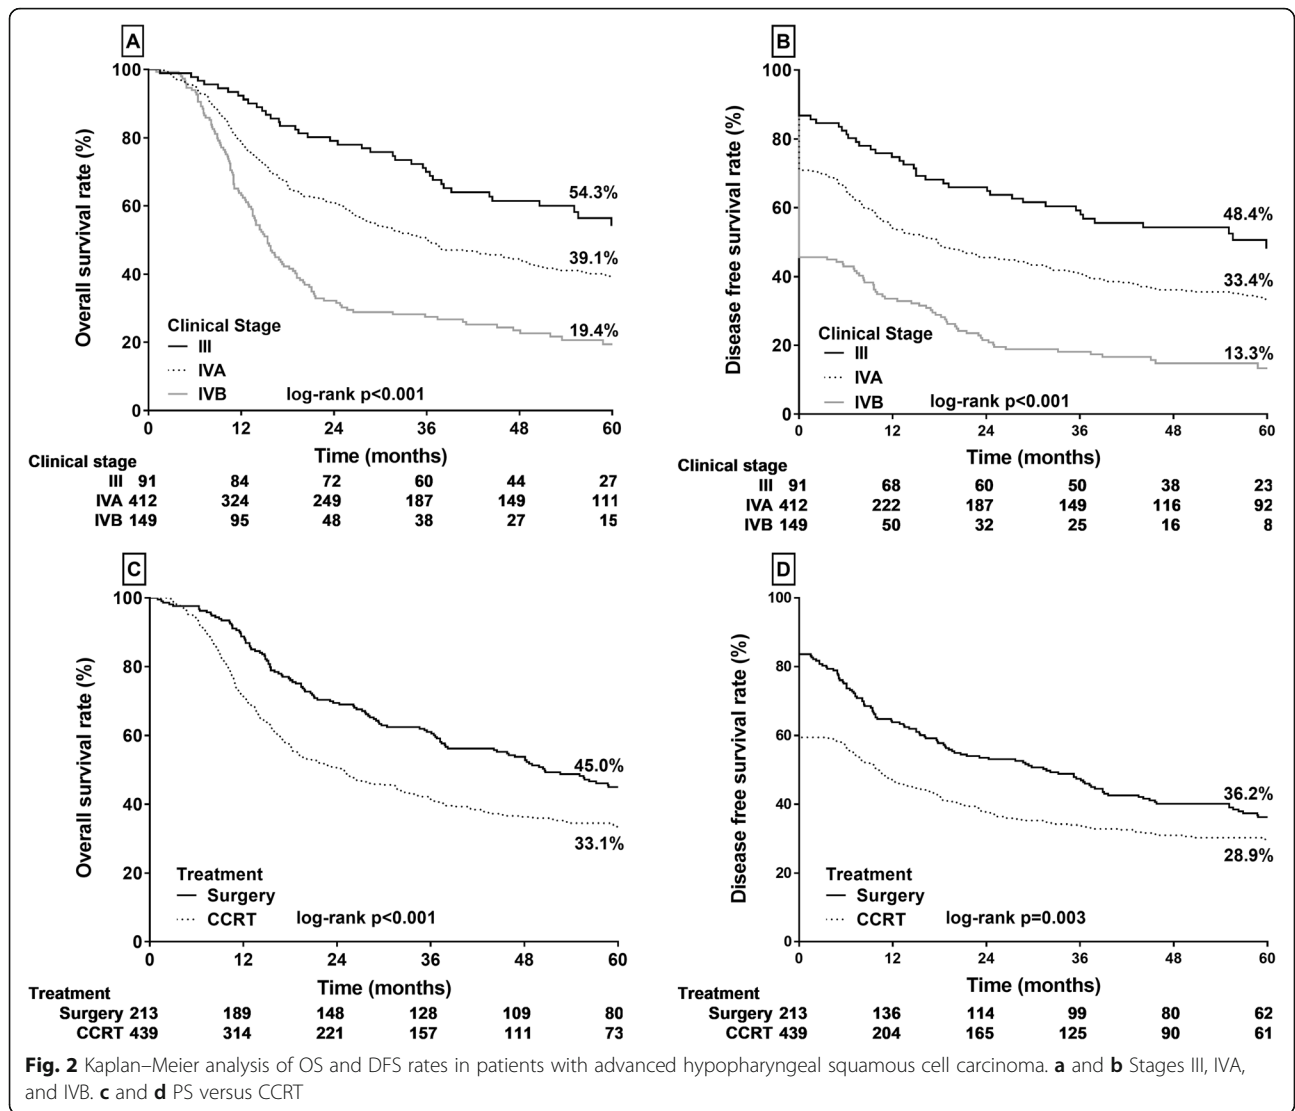 A
100
80
60
40
20
0
Overall survival rate (%)
54.3%
39.1%
19.4%
Clinical Stage
III
IVA
IVB
log-rank p<0.001
0 12 24 36 48 60
Time (months)
Clinical stage
III 91 84 72 60 44 27
IVA 412 324 249 187 149 111
IVB 149 95 48 38 27 15
B
100
80
60
40
20
0
Disease free survival rate (%)
48.4%
33.4%
13.3%
Clinical Stage
III
IVA
IVB
log-rank p<0.001
0 12 24 36 48 60
Time (months)
Clinical stage
III 91 68 60 50 38 23
IVA 412 222 187 149 116 92
IVB 149 50 32 25 16 8
C
100
80
60
40
20
0
Overall survival rate (%)
45.0%
33.1%
Treatment
Surgery
CCRT
log-rank p<0.001
0 12 24 36 48 60
Time (months)
Treatment
Surgery 213 189 148 128 109 80
CCRT 439 314 221 157 111 73
D
100
80
60
40
20
0
Disease free survival rate (%)
36.2%
28.9%
Treatment
Surgery
CCRT
log-rank p=0.003
0 12 24 36 48 60
Time (months)
Treatment
Surgery 213 136 114 99 80 62
CCRT 439 204 165 125 90 61
Fig. 2 Kaplan–Meier analysis of OS and DFS rates in patients with advanced hypopharyngeal squamous cell carcinoma. a and b Stages III, IVA,
and IVB. c and d PS versus CCRT